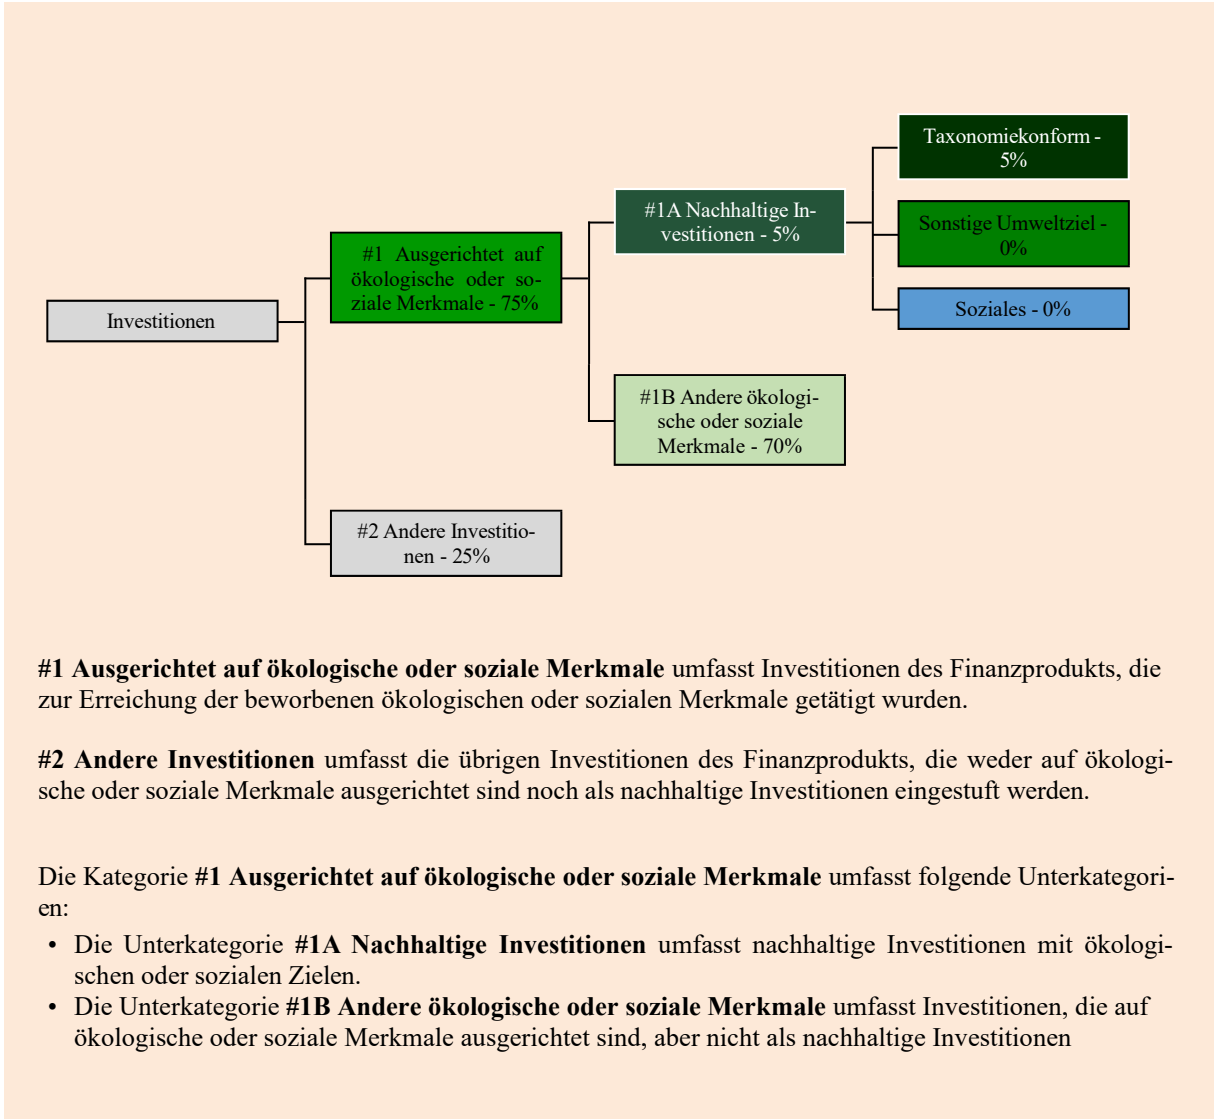 Taxonomiekonform -
5%
#1A Nachhaltige In-
vestitionen - 5%
Sonstige Umweltziel -
0%
#1 Ausgerichtet auf
ökologische oder so-
ziale Merkmale - 75%
Soziales - 0%
Investitionen
#1B Andere ökologi-
sche oder soziale
Merkmale - 70%
#2 Andere Investitio-
nen - 25%
#1 Ausgerichtet auf ökologische oder soziale Merkmale umfasst Investitionen des Finanzprodukts, die
zur Erreichung der beworbenen ökologischen oder sozialen Merkmale getätigt wurden.
#2 Andere Investitionen umfasst die übrigen Investitionen des Finanzprodukts, die weder auf ökologi-
sche oder soziale Merkmale ausgerichtet sind noch als nachhaltige Investitionen eingestuft werden.
Die Kategorie #1 Ausgerichtet auf ökologische oder soziale Merkmale umfasst folgende Unterkategori-
en:
• Die Unterkategorie #1A Nachhaltige Investitionen umfasst nachhaltige Investitionen mit ökologi-
schen oder sozialen Zielen.
• Die Unterkategorie #1B Andere ökologische oder soziale Merkmale umfasst Investitionen, die auf
ökologische oder soziale Merkmale ausgerichtet sind, aber nicht als nachhaltige Investitionen